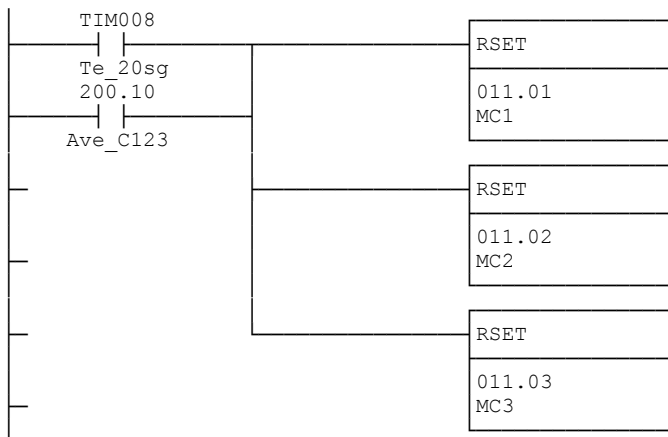 TIM008
Te_20sg
200.10
Ave_C123
RSET
011.01
MC1
RSET
011.02
MC2
RSET
011.03
MC3